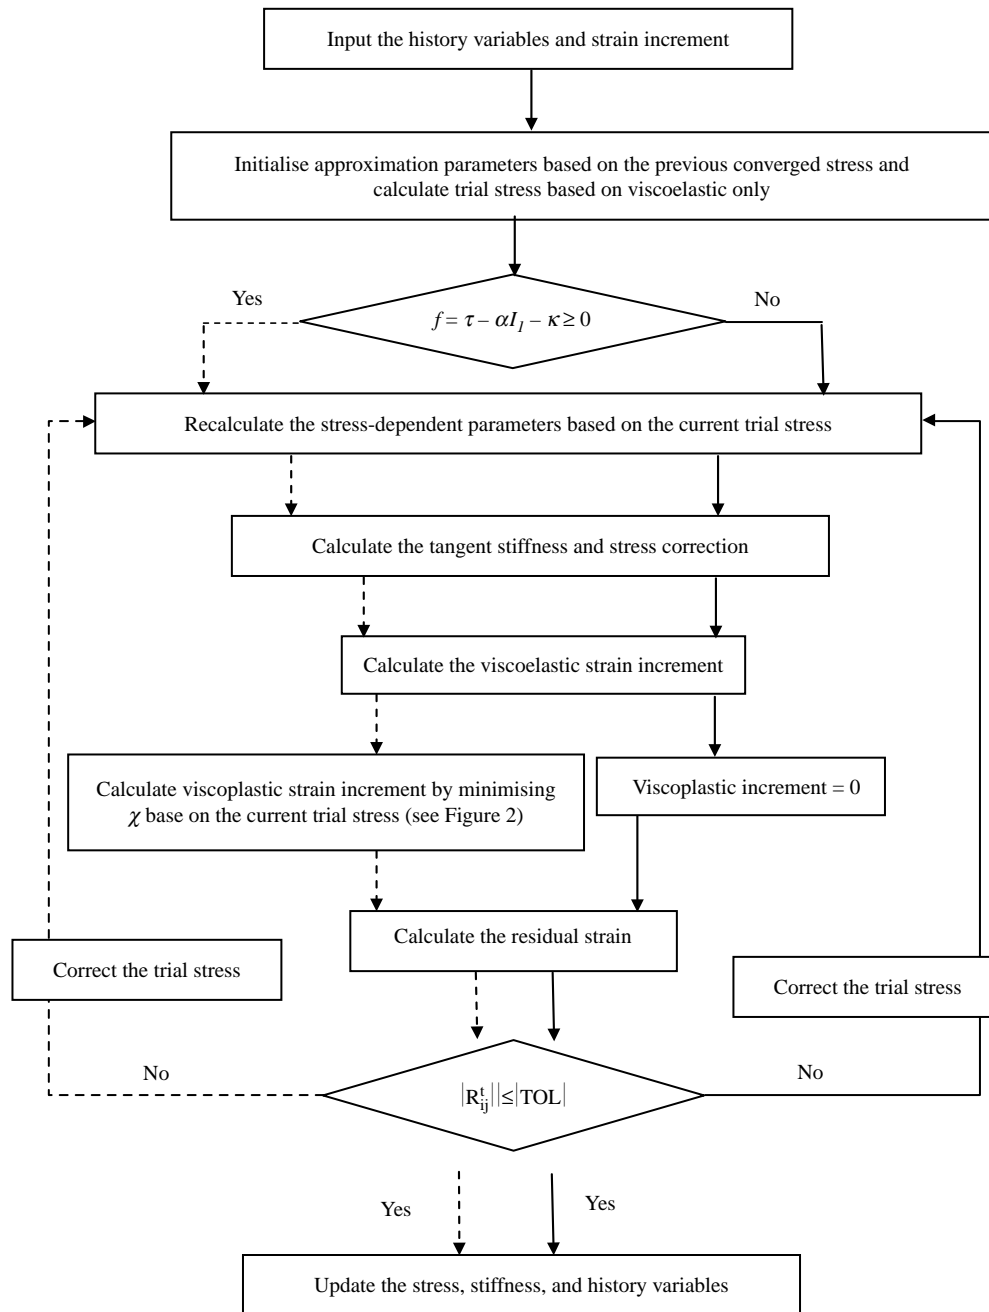 Input the history variables and strain increment
Initialise approximation parameters based on the previous converged stress and
calculate trial stress based on viscoelastic only
Yes
No
f = τ – αI₁ – κ ≥ 0
Recalculate the stress-dependent parameters based on the current trial stress
Calculate the tangent stiffness and stress correction
Calculate the viscoelastic strain increment
Calculate viscoplastic strain increment by minimising
χ base on the current trial stress (see Figure 2)
Viscoplastic increment = 0
Calculate the residual strain
Correct the trial stress
Correct the trial stress
No
No
|Rᵗᵢⱼ||≤|TOL|
Yes
Yes
Update the stress, stiffness, and history variables